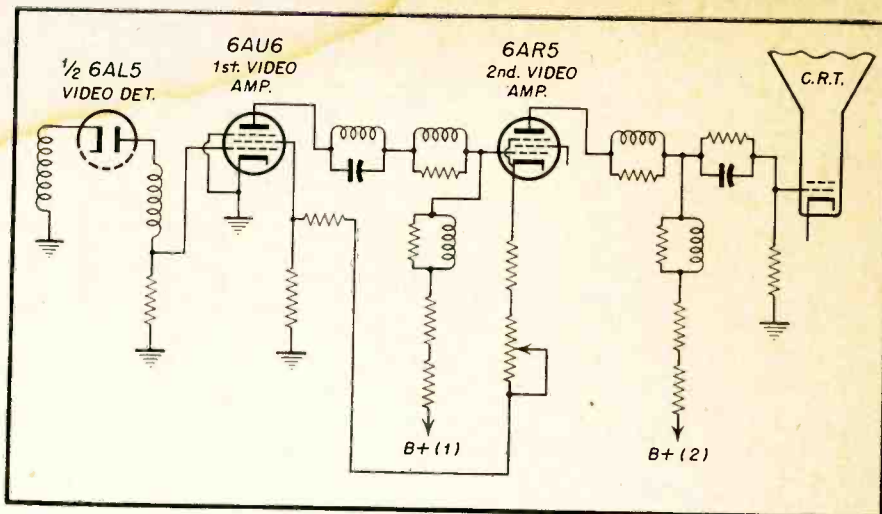 ½ 6AL5
VIDEO DET.
6AU6
1st. VIDEO
AMP.
6AR5
2nd. VIDEO
AMP.
C.R.T.
B+(1)
B+(2)